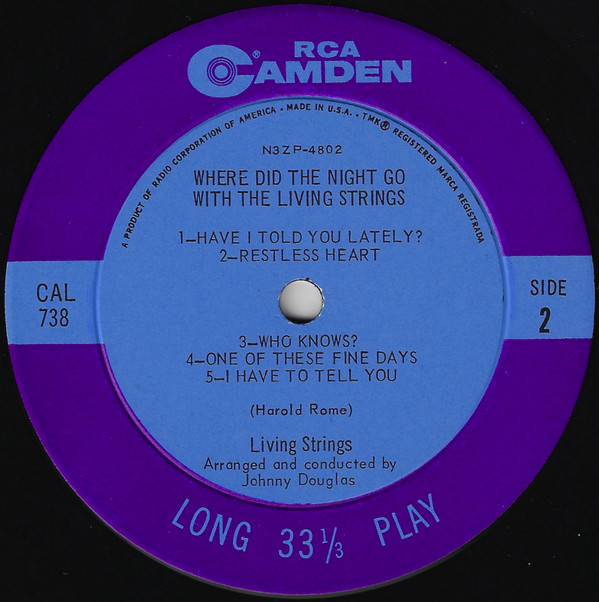 RCA
CAMDEN®
A PRODUCT OF RADIO CORPORATION OF AMERICA • MADE IN U.S.A. • TMK ® REGISTERED MARCA REGISTRADA
N3ZP-4802
WHERE DID THE NIGHT GO
WITH THE LIVING STRINGS
1—HAVE I TOLD YOU LATELY?
2—RESTLESS HEART
CAL
738
SIDE
2
3—WHO KNOWS?
4—ONE OF THESE FINE DAYS
5—I HAVE TO TELL YOU
(Harold Rome)
Living Strings
Arranged and conducted by
Johnny Douglas
LONG 33 1/3 PLAY